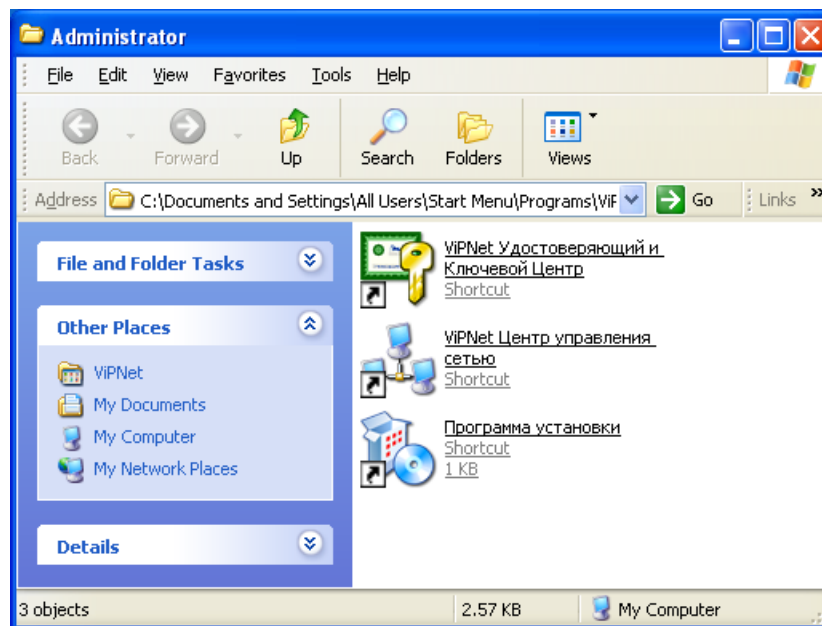 Administrator
File Edit View Favorites Tools Help
Back Forward Up Search Folders Views
Address C:\Documents and Settings\All Users\Start Menu\Programs\ViF Go Links »
File and Folder Tasks
Other Places
ViPNet
My Documents
My Computer
My Network Places
Details
ViPNet Удостоверяющий и
Ключевой Центр
Shortcut
ViPNet Центр управления
сетью
Shortcut
Программа установки
Shortcut
1 KB
3 objects 2.57 KB My Computer